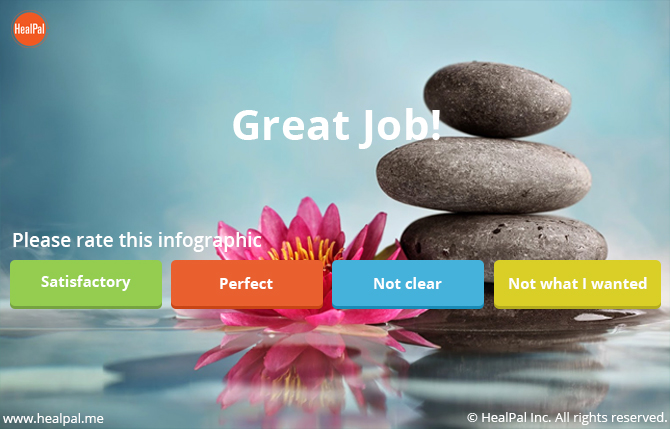 HealPal
Great Job!
Please rate this infographic
Satisfactory
Perfect
Not clear
Not what I wanted
www.healpal.me
© HealPal Inc. All rights reserved.